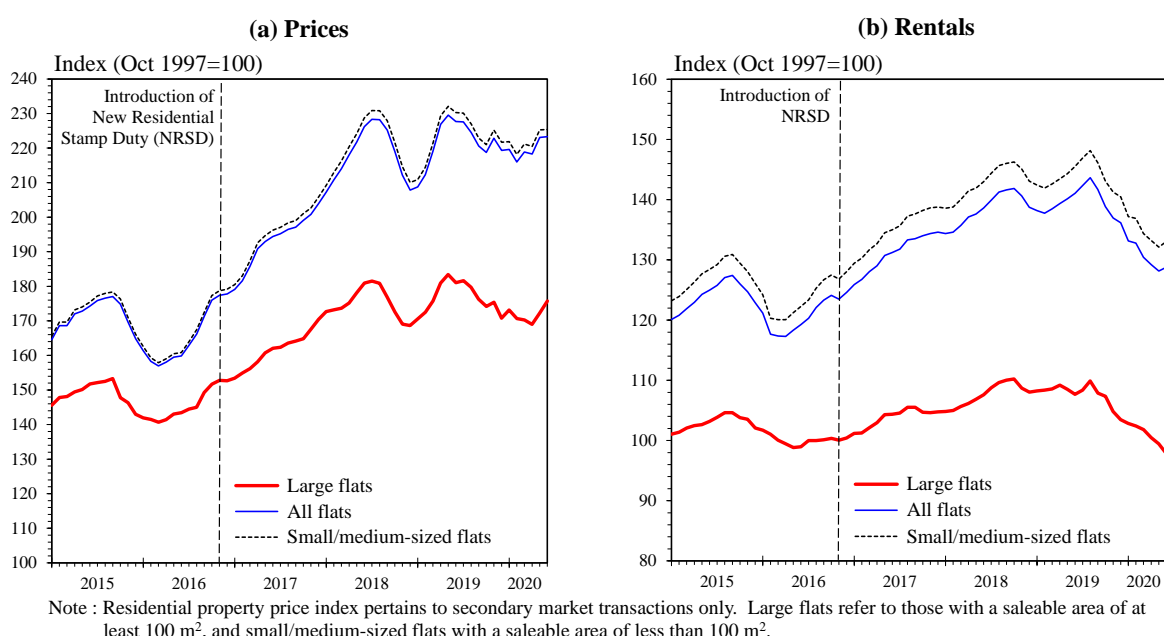 (a) Prices
Index (Oct 1997=100)
240
230
220
210
200
190
180
170
160
150
140
130
120
110
100
Introduction of
New Residential
Stamp Duty (NRSD)
Large flats
All flats
Small/medium-sized flats
2015 2016 2017 2018 2019 2020
(b) Rentals
Index (Oct 1997=100)
160
150
140
130
120
110
100
90
80
Introduction of
NRSD
Large flats
All flats
Small/medium-sized flats
2015 2016 2017 2018 2019 2020
Note : Residential property price index pertains to secondary market transactions only. Large flats refer to those with a saleable area of at
least 100 m², and small/medium-sized flats with a saleable area of less than 100 m².